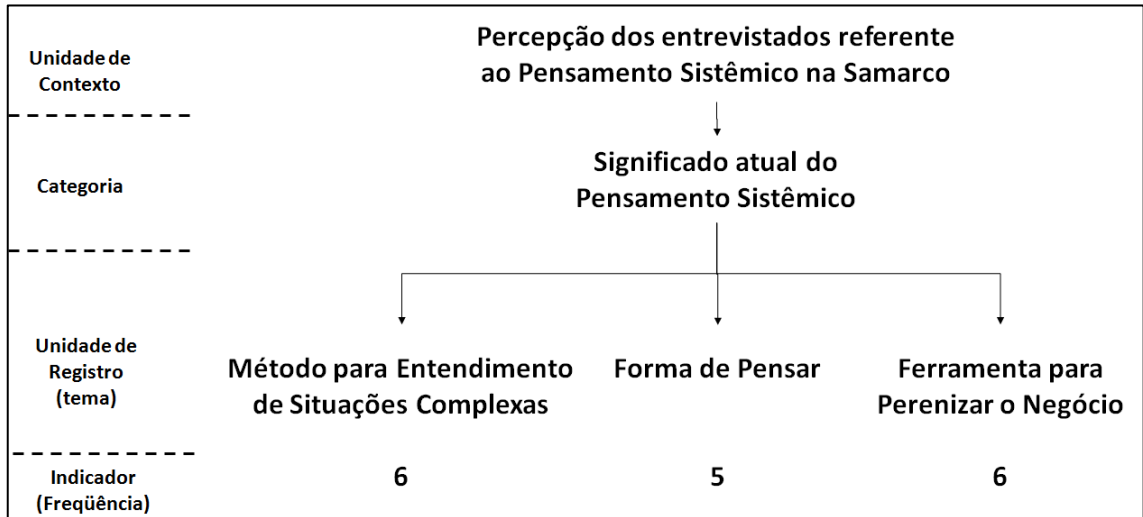 Unidade de
Contexto
Percepção dos entrevistados referente
ao Pensamento Sistêmico na Samarco
Categoria
Significado atual do
Pensamento Sistêmico
Unidade de
Registro
(tema)
Método para Entendimento
de Situações Complexas
Forma de Pensar
Ferramenta para
Perenizar o Negócio
Indicador
(Freqüência)
6
5
6